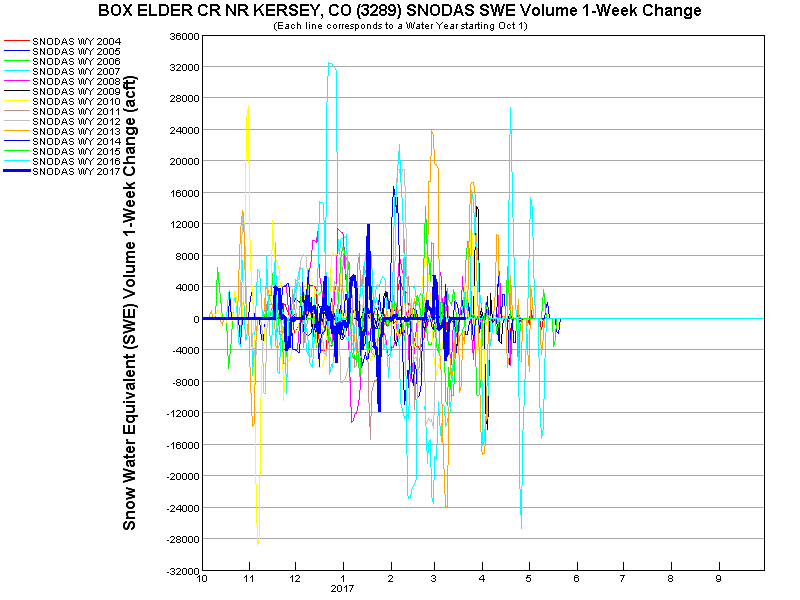 BOX ELDER CR NR KERSEY, CO (3289) SNODAS SWE Volume 1-Week Change
(Each line corresponds to a Water Year starting Oct 1)
SNODAS WY 2004
SNODAS WY 2005
SNODAS WY 2006
SNODAS WY 2007
SNODAS WY 2008
SNODAS WY 2009
SNODAS WY 2010
SNODAS WY 2011
SNODAS WY 2012
SNODAS WY 2013
SNODAS WY 2014
SNODAS WY 2015
SNODAS WY 2016
SNODAS WY 2017
Snow Water Equivalent (SWE) Volume 1-Week Change (acft)
36000
32000
28000
24000
20000
16000
12000
8000
4000
0
-4000
-8000
-12000
-16000
-20000
-24000
-28000
-32000
10 11 12 1 2 3 4 5 6 7 8 9
2017